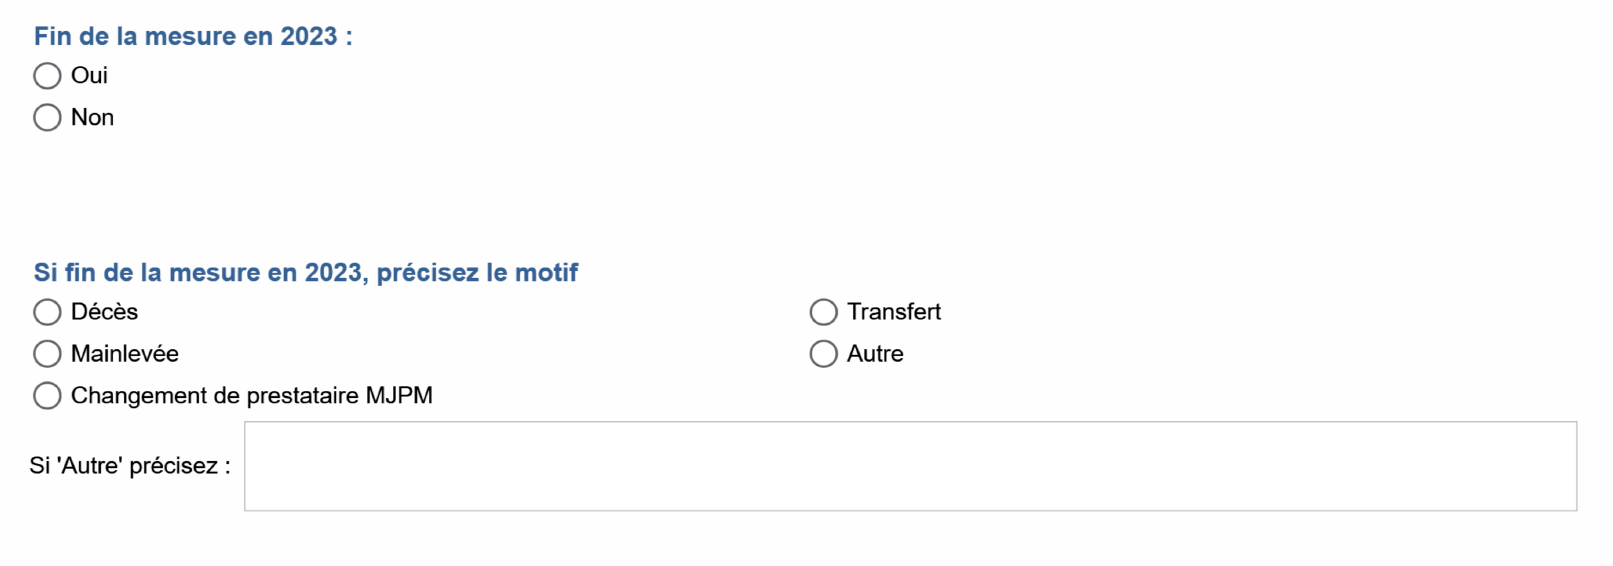 Fin de la mesure en 2023 :
Oui
Non
Si fin de la mesure en 2023, précisez le motif
Décès
Transfert
Mainlevée
Autre
Changement de prestataire MJPM
Si 'Autre' précisez :